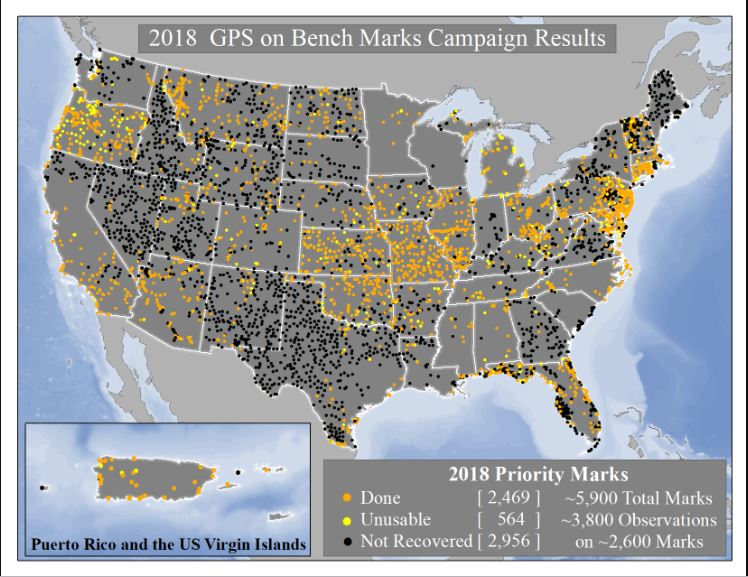 2018 GPS on Bench Marks Campaign Results
2018 Priority Marks
Done [ 2,469 ] ~5,900 Total Marks
Unusable [ 564 ] ~3,800 Observations
Not Recovered [ 2,956 ] on ~2,600 Marks
Puerto Rico and the US Virgin Islands